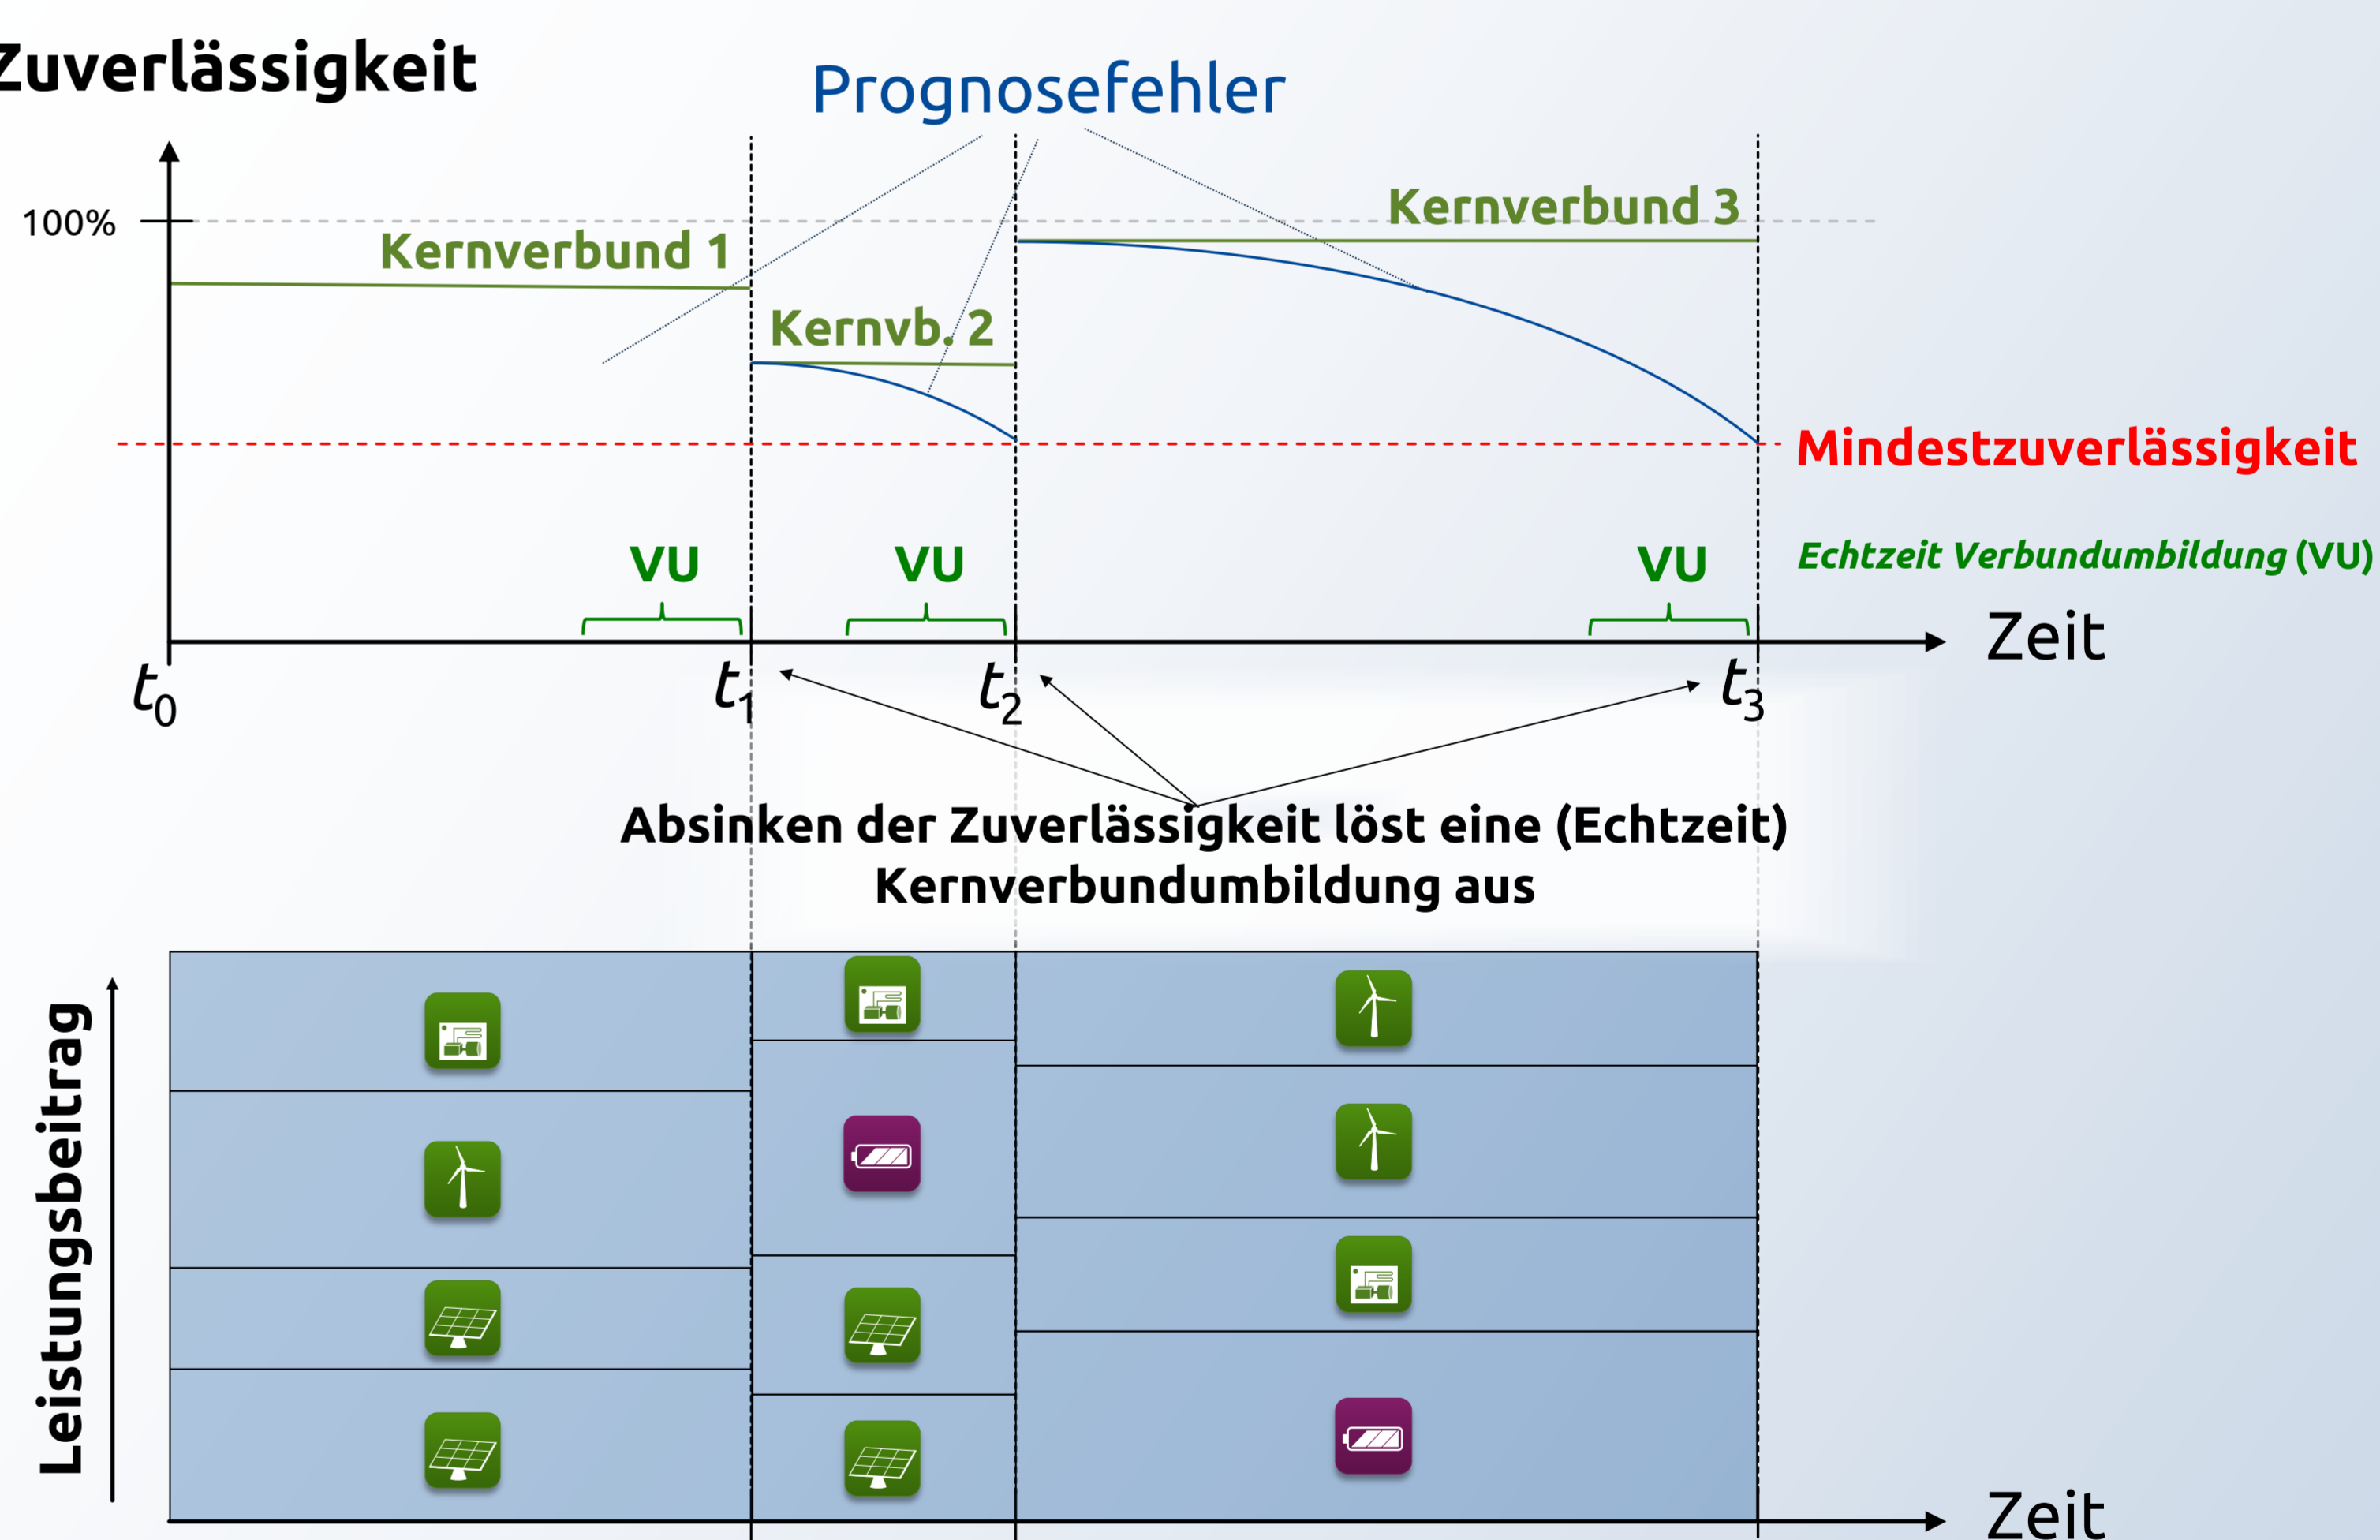 Zuverlässigkeit
Prognosefehler
100%
Kernverbund 1
Kernvb. 2
Kernverbund 3
Mindestzuverlässigkeit
VU
VU
VU
Echtzeit Verbundumbildung (VU)
Zeit
t0
t1
t2
t3
Absinken der Zuverlässigkeit löst eine (Echtzeit)
Kernverbundumbildung aus
Leistungsbeitrag
Zeit